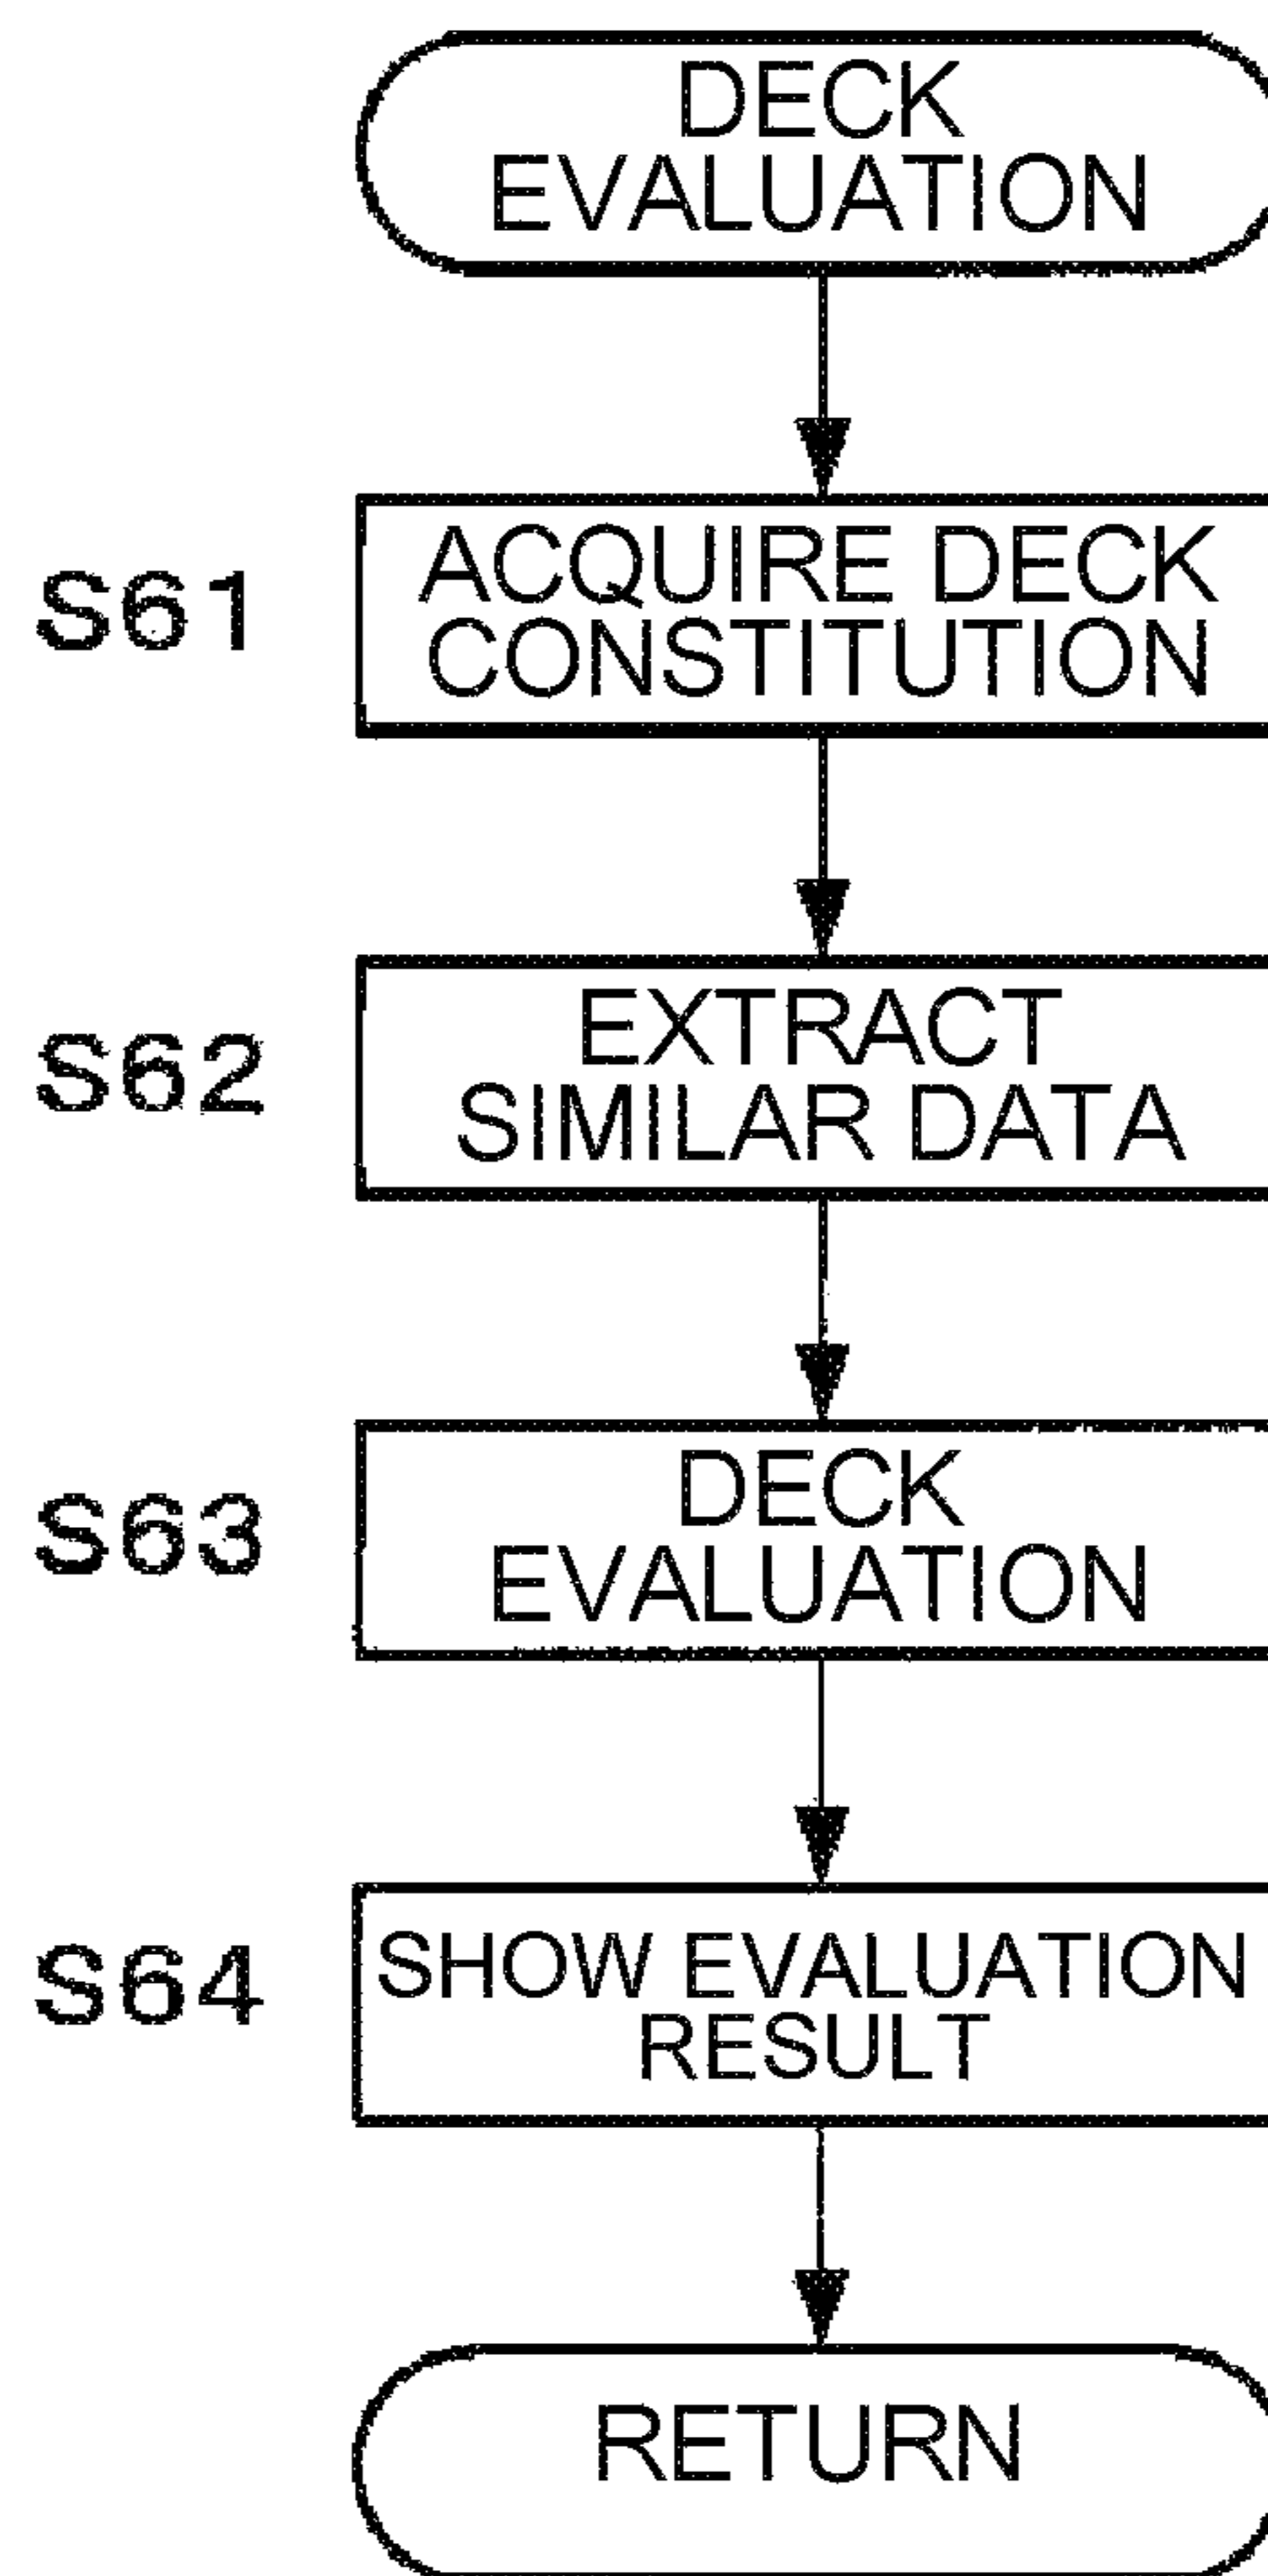 DECK
EVALUATION
S61
ACQUIRE DECK
CONSTITUTION
S62
EXTRACT
SIMILAR DATA
S63
DECK
EVALUATION
S64
SHOW EVALUATION
RESULT
RETURN